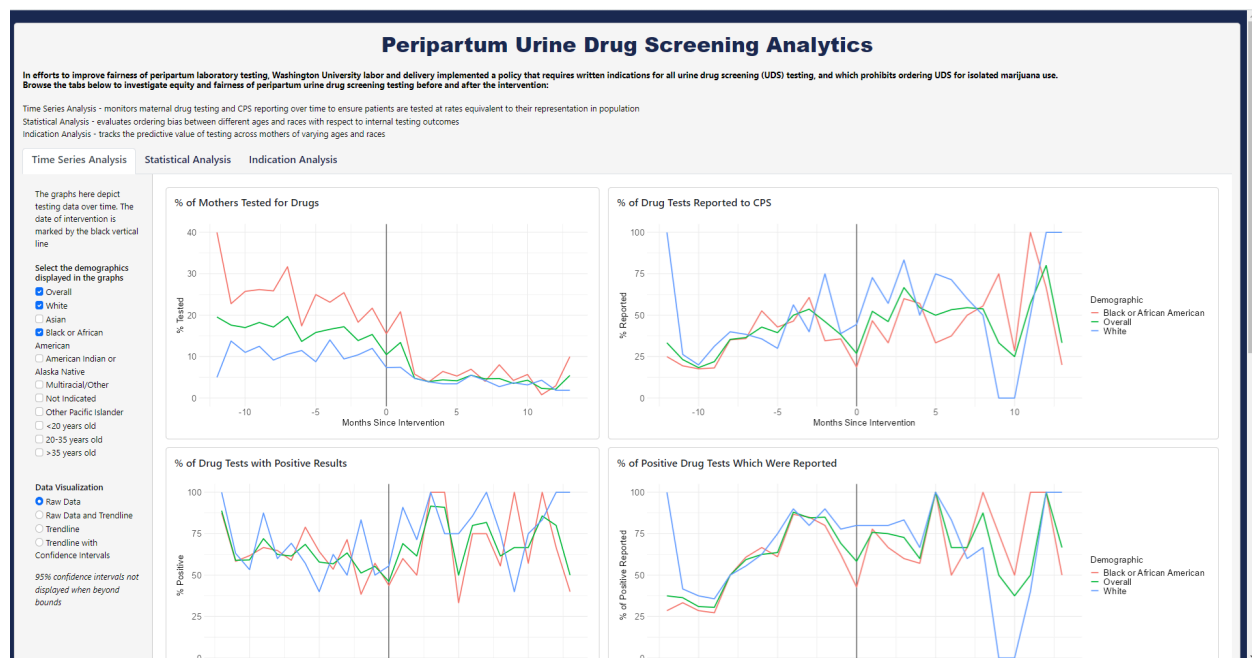 Peripartum Urine Drug Screening Analytics
In efforts to improve fairness of peripartum laboratory testing, Washington University labor and delivery implemented a policy that requires written indications for all urine drug screening (UDS) testing, and which prohibits ordering UDS for isolated marijuana use.
Browse the tabs below to investigate equity and fairness of peripartum urine drug screening testing before and after the intervention:
Time Series Analysis - monitors maternal drug testing and CPS reporting over time to ensure patients are tested at rates equivalent to their representation in population
Statistical Analysis - evaluates ordering bias between different ages and races with respect to internal testing outcomes
Indication Analysis - tracks the predictive value of testing across mothers of varying ages and races
Time Series Analysis
Statistical Analysis
Indication Analysis
The graphs here depict
testing data over time. The
date of intervention is
marked by the black vertical
line
Select the demographics
displayed in the graphs
Overall
White
Asian
Black or African
American
American Indian or
Alaska Native
Multiracial/Other
Not Indicated
Other Pacific Islander
<20 years old
20-35 years old
>35 years old
Data Visualization
Raw Data
Raw Data and Trendline
Trendline
Trendline with
Confidence Intervals
95% confidence intervals not
displayed when beyond
bounds
% of Mothers Tested for Drugs
% Tested
40
30
20
10
0
-10
-5
0
5
10
Months Since Intervention
% of Drug Tests Reported to CPS
% Reported
100
75
50
25
0
-10
-5
0
5
10
Months Since Intervention
Demographic
Black or African American
Overall
White
% of Drug Tests with Positive Results
% Positive
100
75
50
25
0
% of Positive Drug Tests Which were Reported
% of Positive Reported
100
75
50
25
0
Demographic
Black or African American
Overall
White